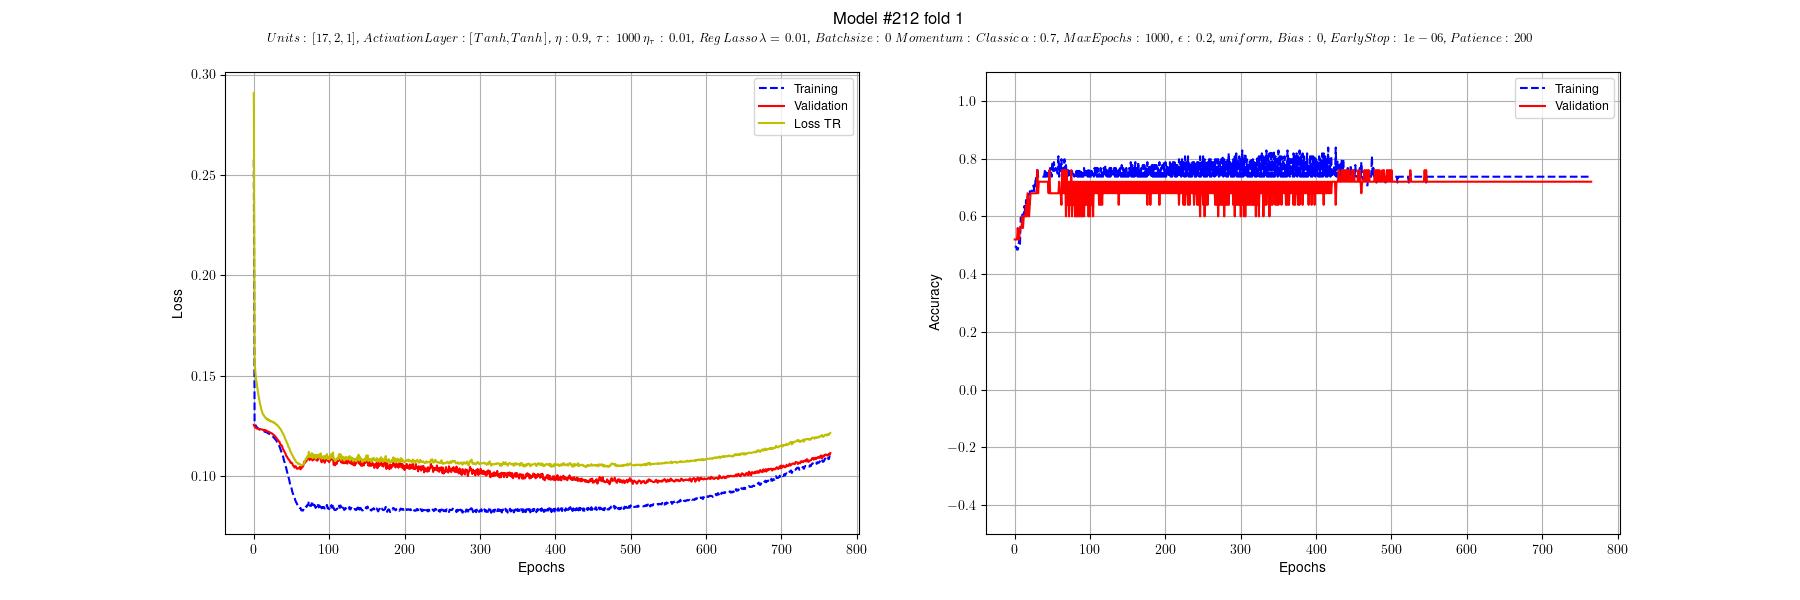 Model #212 fold 1
Units : [17, 2, 1], ActivationLayer : [Tanh, Tanh], η : 0.9, τ : 1000 ητ : 0.01, Reg Lasso λ = 0.01, Batchsize : 0 Momentum : Classic α : 0.7, MaxEpochs : 1000, ϵ : 0.2, uniform, Bias : 0, EarlyStop : 1e − 06, Patience : 200
0.30
0.25
0.20
0.15
0.10
Loss
0
100
200
300
400
500
600
700
800
Epochs
Training
Validation
Loss TR
1.0
0.8
0.6
0.4
0.2
0.0
−0.2
−0.4
Accuracy
0
100
200
300
400
500
600
700
800
Epochs
Training
Validation